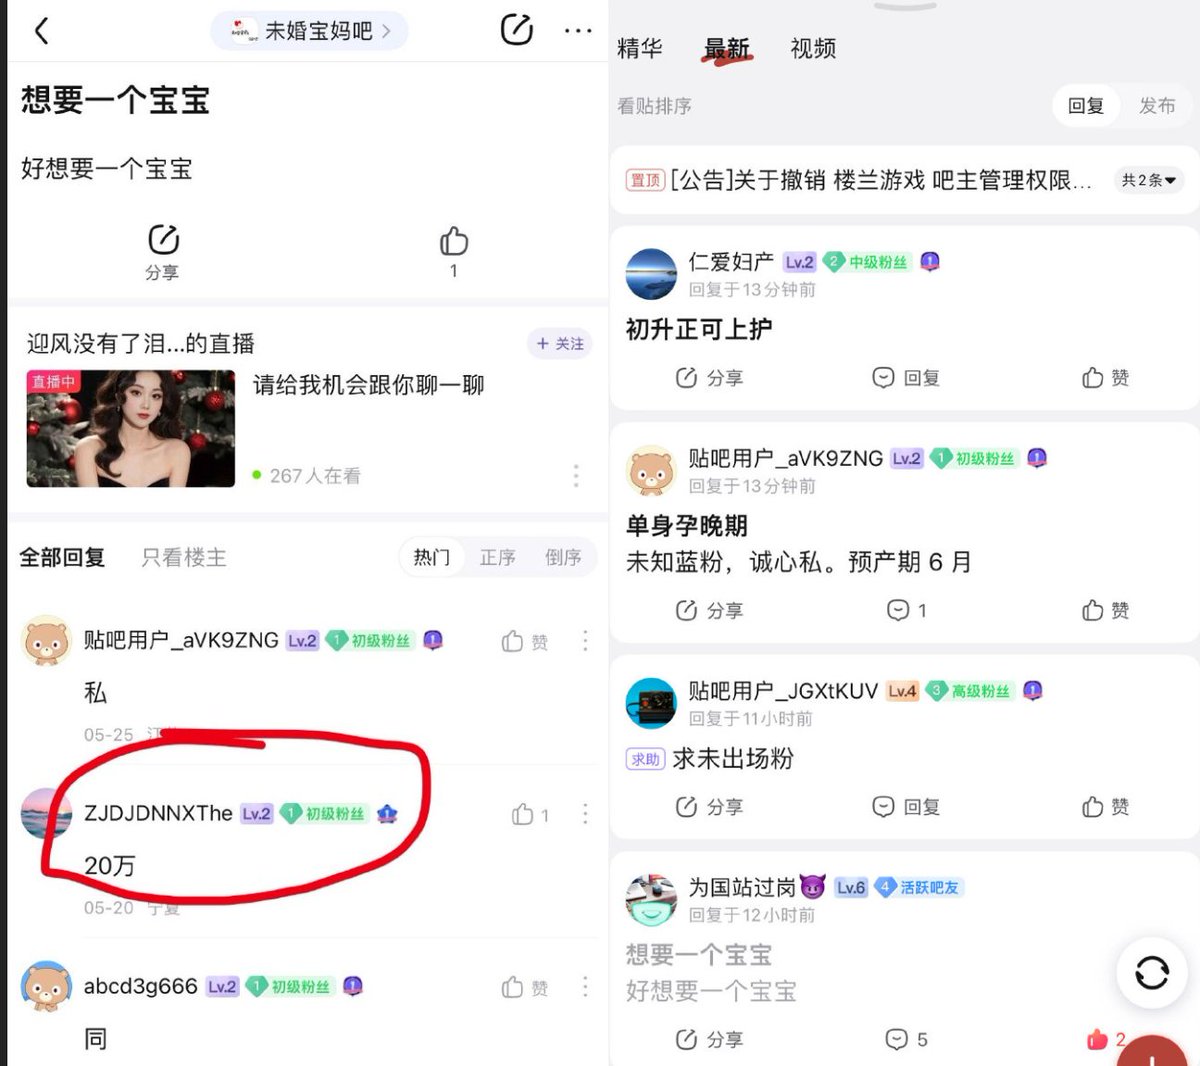 未婚宝妈吧
想要一个宝宝
好想要一个宝宝
分享
1
迎风没有了泪...的直播
+ 关注
直播中
请给我机会跟你聊一聊
267人在看
全部回复 只看楼主
热门 正序 倒序
贴吧用户_aVK9ZNG Lv.2 1 初级粉丝 1
赞
私
05-25
ZJDJDNNXThe Lv.2 1 初级粉丝 1
1
20万
05-20 宁夏
abcd3g666 Lv.2 1 初级粉丝 1
赞
同
精华 最新 视频
看贴排序
回复 发布
置顶 [公告]关于撤销 楼兰游戏 吧主管理权限... 共2条
仁爱妇产 Lv.2 2 中级粉丝 1
回复于13分钟前
初升正可上护
分享 回复 赞
贴吧用户_aVK9ZNG Lv.2 1 初级粉丝 1
回复于13分钟前
单身孕晚期
未知蓝粉，诚心私。预产期 6 月
分享 1 赞
贴吧用户_JGXtKUV Lv.4 3 高级粉丝 1
回复于11小时前
求助 求未出场粉
分享 回复 赞
为国站过岗😈 Lv.6 4 活跃吧友
回复于12小时前
想要一个宝宝
好想要一个宝宝
分享 5 2